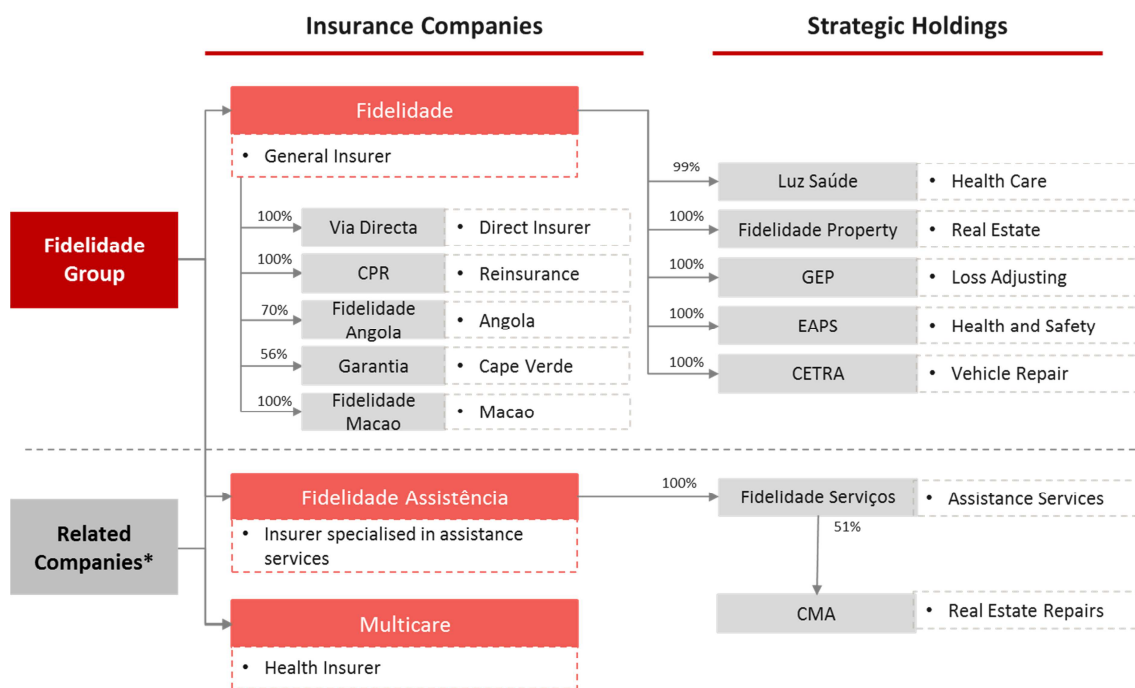 Insurance Companies
Strategic Holdings
Fidelidade
• General Insurer
Fidelidade
Group
100%
Via Directa
• Direct Insurer
100%
CPR
• Reinsurance
70%
Fidelidade
Angola
• Angola
56%
Garantia
• Cape Verde
100%
Fidelidade
Macao
• Macao
99%
Luz Saúde
• Health Care
100%
Fidelidade Property
• Real Estate
100%
GEP
• Loss Adjusting
100%
EAPS
• Health and Safety
100%
CETRA
• Vehicle Repair
Related
Companies*
Fidelidade Assistência
• Insurer specialised in assistance
services
100%
Fidelidade Serviços
• Assistance Services
51%
CMA
• Real Estate Repairs
Multicare
• Health Insurer